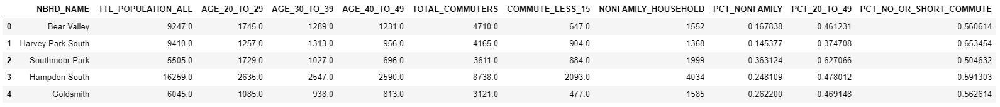 NBHD_NAME TTL_POPULATION_ALL AGE_20_TO_29 AGE_30_TO_39 AGE_40_TO_49 TOTAL_COMMUTERS COMMUTE_LESS_15 NONFAMILY_HOUSEHOLD PCT_NONFAMILY PCT_20_TO_49 PCT_NO_OR_SHORT_COMMUTE
0 Bear Valley 9247.0 1745.0 1289.0 1231.0 4710.0 647.0 1552 0.167838 0.461231 0.560614
1 Harvey Park South 9410.0 1257.0 1313.0 956.0 4165.0 904.0 1368 0.145377 0.374708 0.653454
2 Southmoor Park 5505.0 1729.0 1027.0 696.0 3611.0 884.0 1999 0.363124 0.627066 0.504632
3 Hampden South 16259.0 2635.0 2547.0 2590.0 8738.0 2093.0 4034 0.248109 0.478012 0.591303
4 Goldsmith 6045.0 1085.0 938.0 813.0 3121.0 477.0 1585 0.262200 0.469148 0.562614